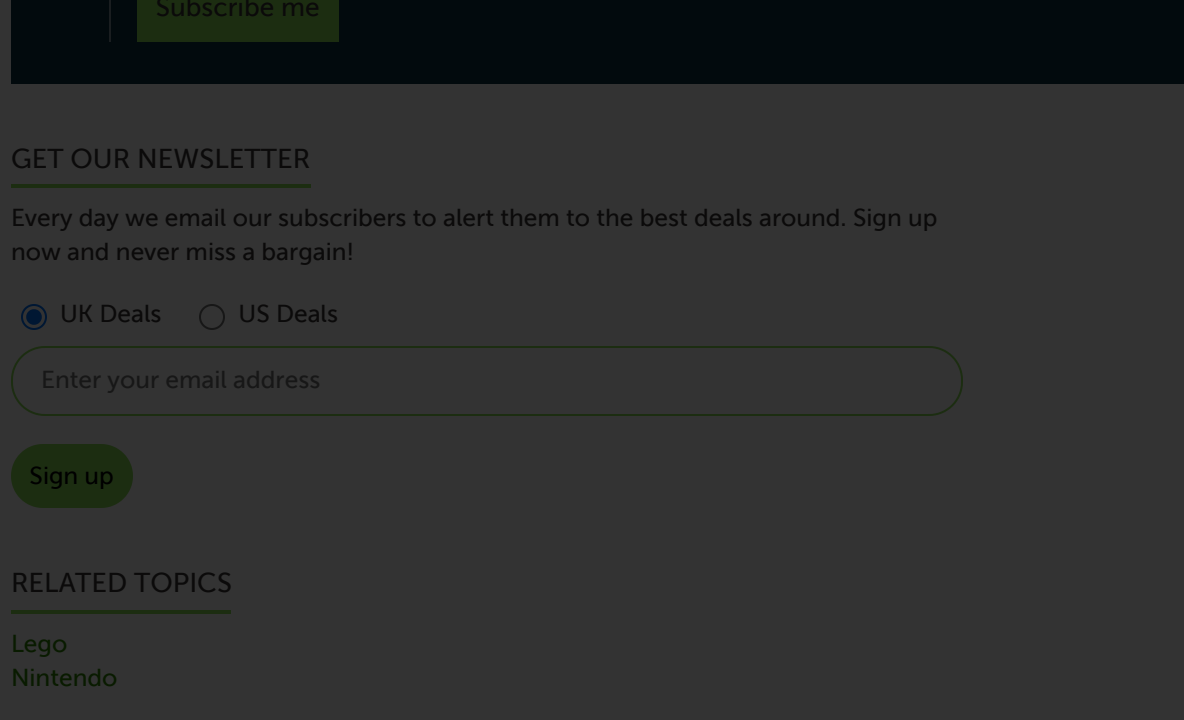 Subscribe me
GET OUR NEWSLETTER
Every day we email our subscribers to alert them to the best deals around. Sign up
now and never miss a bargain!
UK Deals US Deals
Enter your email address
Sign up
RELATED TOPICS
Lego
Nintendo